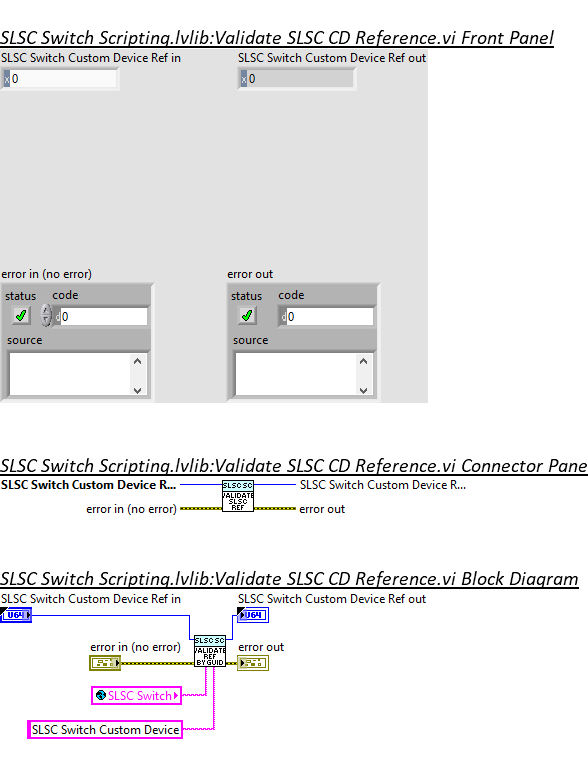 SLSC Switch Scripting.lvlib:Validate SLSC CD Reference.vi Front Panel
SLSC Switch Custom Device Ref in
SLSC Switch Custom Device Ref out
x 0
x 0
error in (no error)
error out
status code
status code
d 0
d 0
source
source
SLSC Switch Scripting.lvlib:Validate SLSC CD Reference.vi Connector Pane
SLSC Switch Custom Device R...
SLSC SC
VALIDATE
SLSC
REF
SLSC Switch Custom Device R...
error in (no error)
error out
SLSC Switch Scripting.lvlib:Validate SLSC CD Reference.vi Block Diagram
SLSC Switch Custom Device Ref in
SLSC Switch Custom Device Ref out
U64
U64
error in (no error)
SLSC SC
VALIDATE
REF
BY GUID
error out
SLSC Switch
SLSC Switch Custom Device